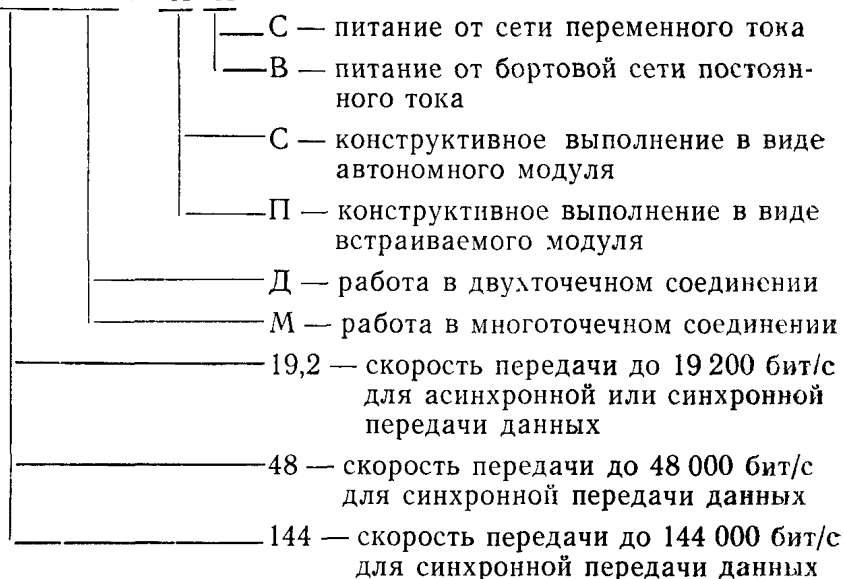 С — питание от сети переменного тока
В — питание от бортовой сети постоян-
ного тока
С — конструктивное выполнение в виде
автономного модуля
П — конструктивное выполнение в виде
встраиваемого модуля
Д — работа в двухточечном соединении
М — работа в многоточечном соединении
19,2 — скорость передачи до 19 200 бит/с
для асинхронной или синхронной
передачи данных
48 — скорость передачи до 48 000 бит/с
для синхронной передачи данных
144 — скорость передачи до 144 000 бит/с
для синхронной передачи данных